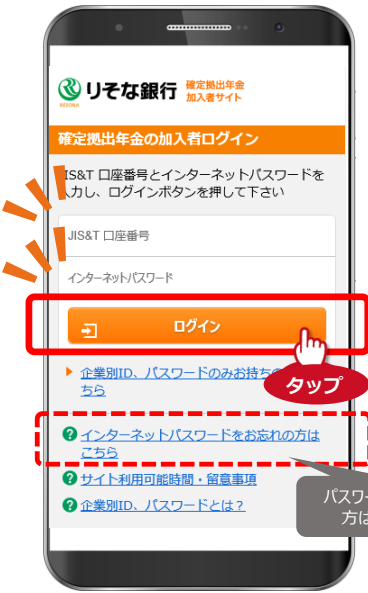 りそな銀行 確定拠出年金
加入者サイト
RESONA
確定拠出年金の加入者ログイン
IS&T 口座番号とインターネットパスワードを
入力し、ログインボタンを押して下さい
JIS&T 口座番号
インターネットパスワード
ログイン
企業別ID、パスワードのみお持ちの
ちら
タップ
インターネットパスワードをお忘れの方は
こちら
サイト利用可能時間・留意事項
企業別ID、パスワードとは？
パスワー
方は